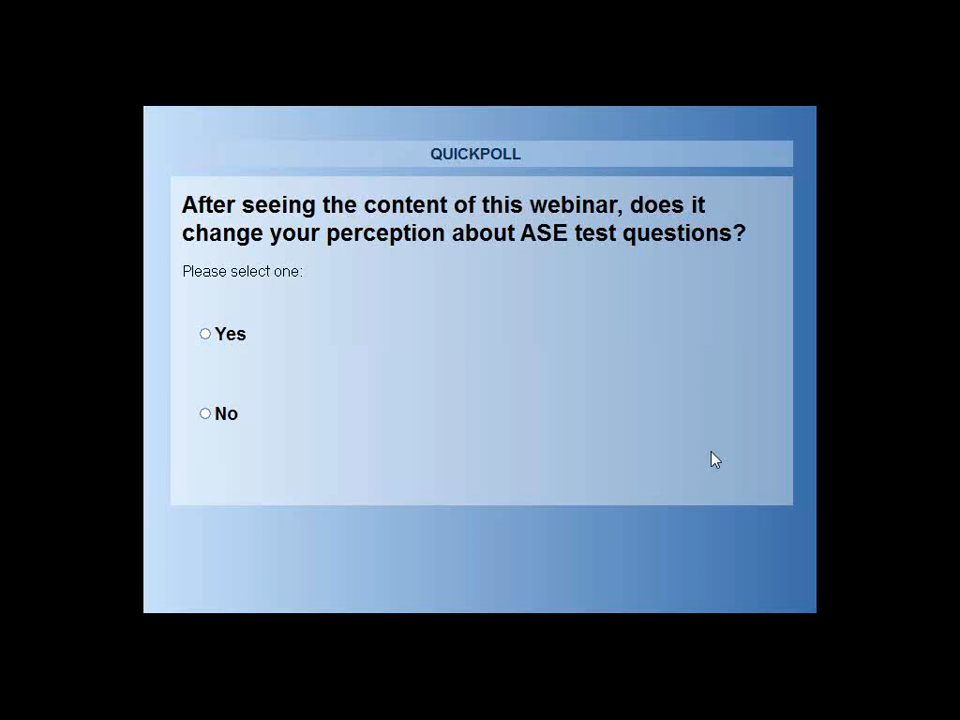 QUICKPOLL
After seeing the content of this webinar, does it
change your perception about ASE test questions?
Please select one:
Yes
No